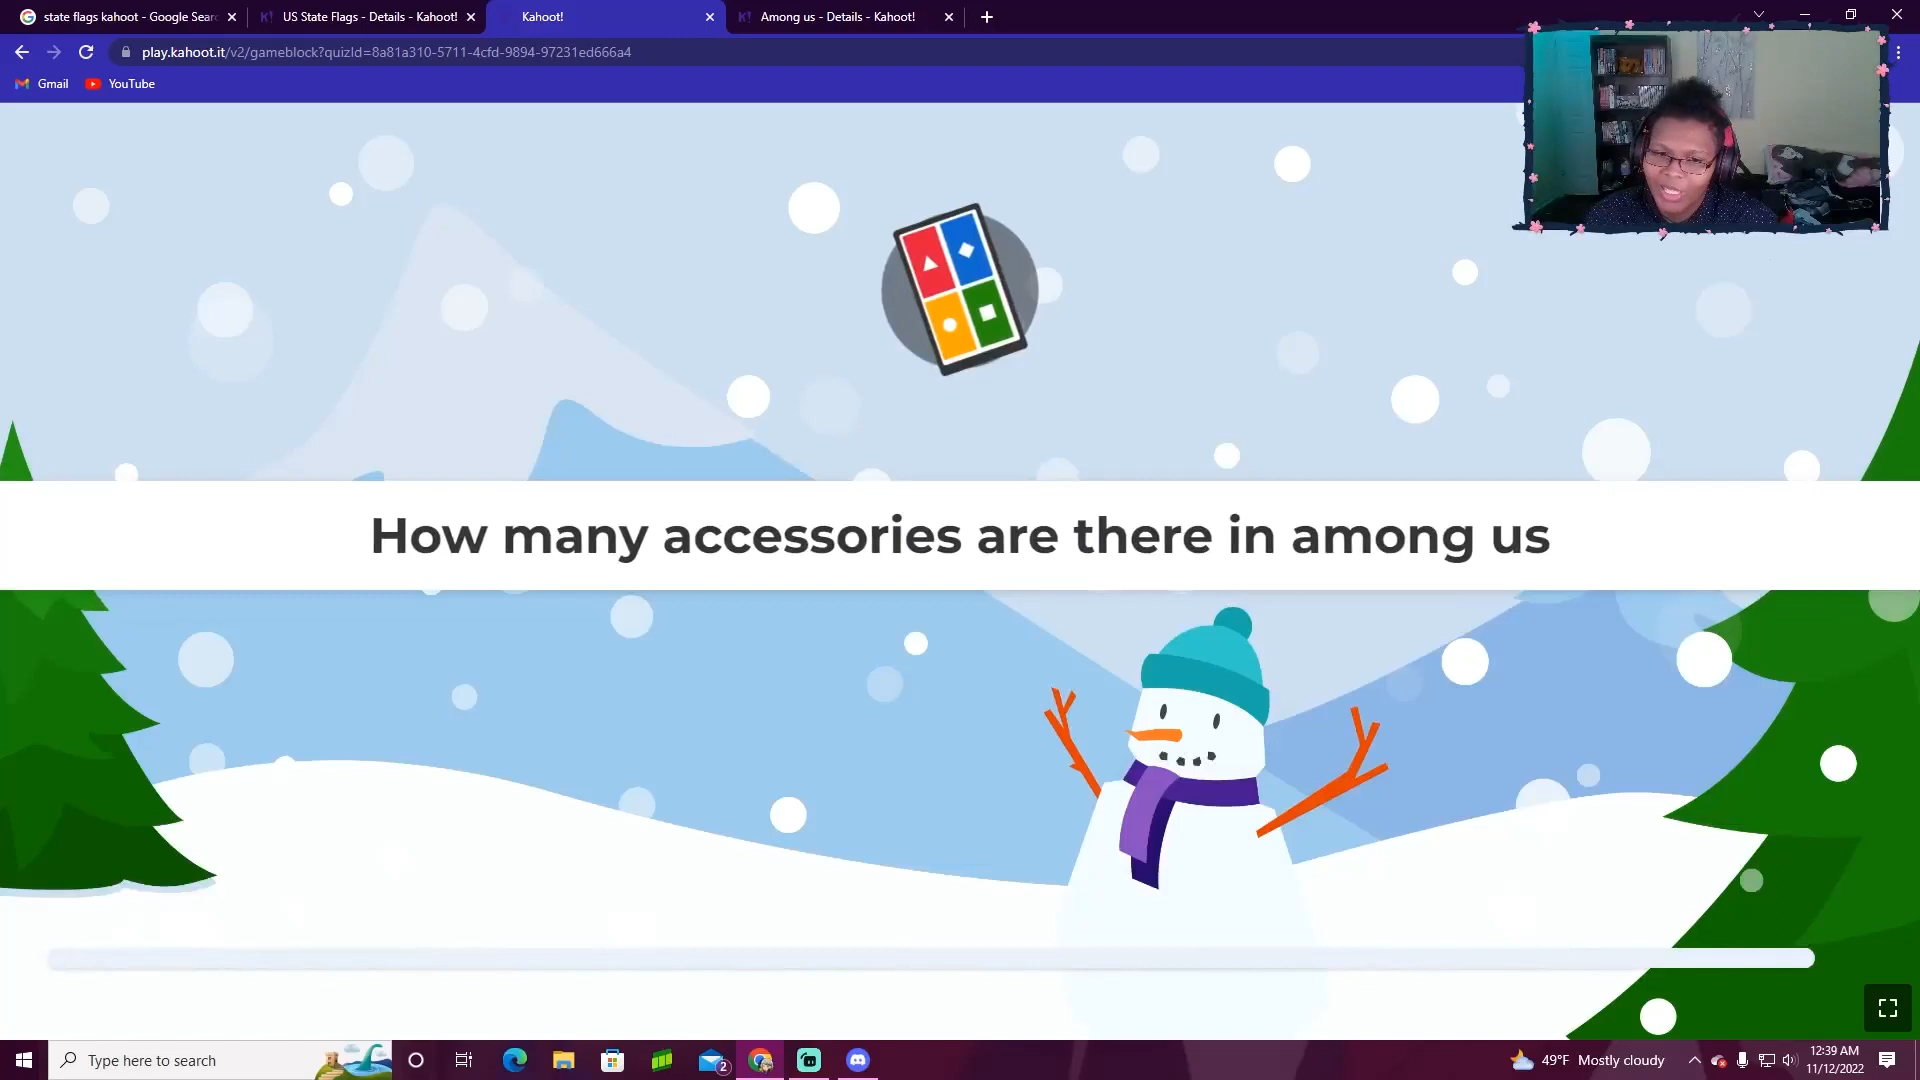 state flags kahoot - Google Sear
US State Flags - Details - Kahoot!
Kahoot!
Among us - Details - Kahoot!
play.kahoot.it/v2/gameblock?quizId=8a81a310-5711-4cfd-9894-97231ed666a4
Gmail
YouTube
How many accessories are there in among us
Type here to search
2
49°F Mostly cloudy
12:39 AM
11/12/2022